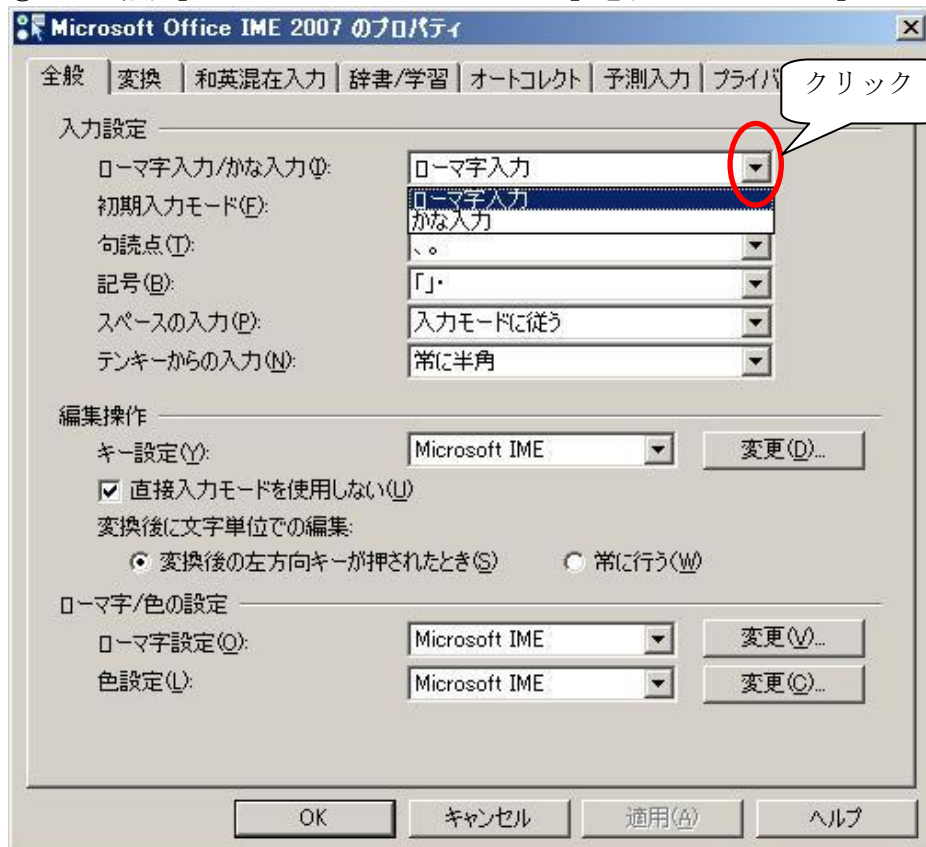 Microsoft Office IME 2007 のプロパティ
全般 変換 和英混在入力 辞書/学習 オートコレクト 予測入力 プライバ
クリック
入力設定
ローマ字入力/かな入力(I): ローマ字入力
ローマ字入力
初期入力モード(F):
かな入力
句読点(T): 、。
記号(B): 「」・
スペースの入力(P): 入力モードに従う
テンキーからの入力(N): 常に半角
編集操作
キー設定(Y): Microsoft IME 変更(D)...
直接入力モードを使用しない(U)
変換後に文字単位での編集:
変換後の左方向キーが押されたとき(S) 常に行う(W)
ローマ字/色の設定
ローマ字設定(O): Microsoft IME 変更(V)...
色設定(L): Microsoft IME 変更(C)...
OK キャンセル 適用(A) ヘルプ